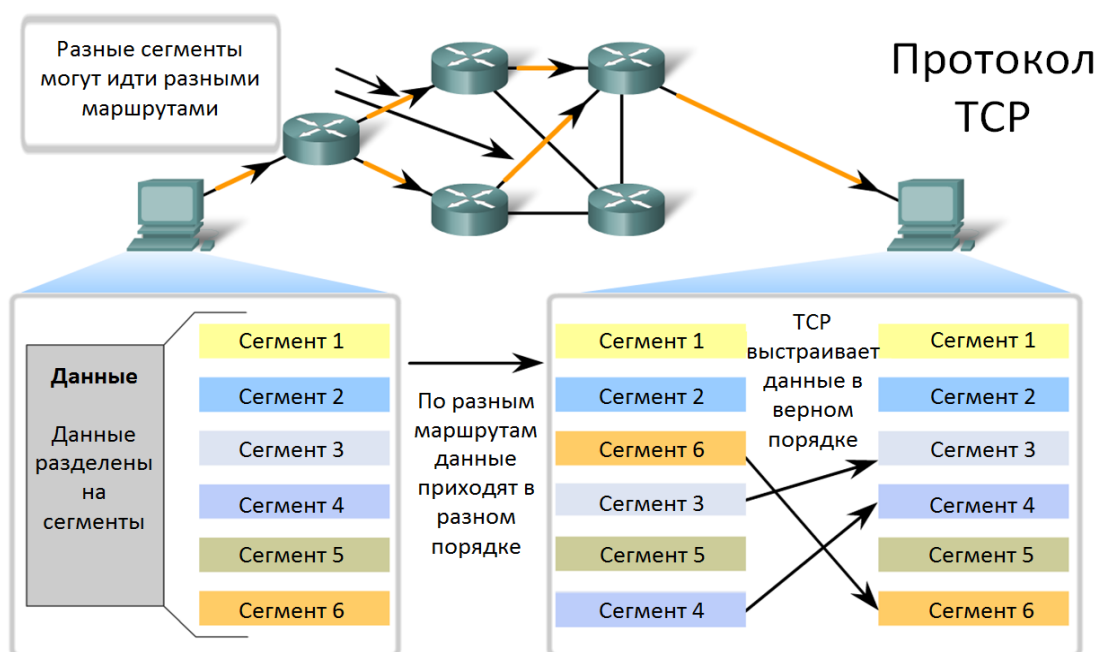 Разные сегменты
могут идти разными
маршрутами
Протокол
TCP
Данные
Данные
разделены
на
сегменты
Сегмент 1
Сегмент 2
Сегмент 3
Сегмент 4
Сегмент 5
Сегмент 6
По разным
маршрутам
данные
приходят в
разном
порядке
Сегмент 1
Сегмент 2
Сегмент 6
Сегмент 3
Сегмент 5
Сегмент 4
TCP
выстраивает
данные в
верном
порядке
Сегмент 1
Сегмент 2
Сегмент 3
Сегмент 4
Сегмент 5
Сегмент 6